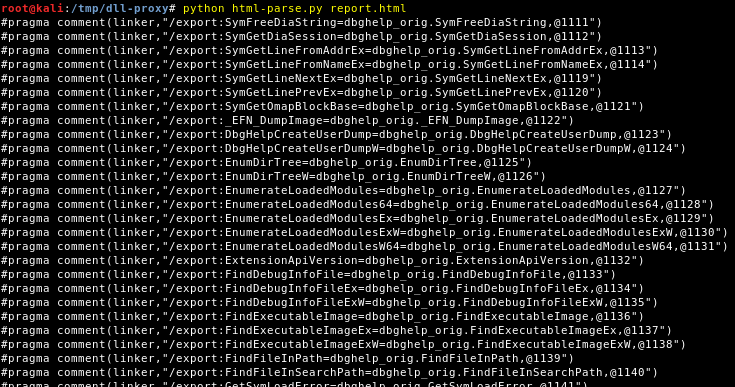 root@kali:/tmp/dll-proxy# python html-parse.py report.html
#pragma comment(linker,"/export:SymFreeDiaString=dbghelp_orig.SymFreeDiaString,@1111")
#pragma comment(linker,"/export:SymGetDiaSession=dbghelp_orig.SymGetDiaSession,@1112")
#pragma comment(linker,"/export:SymGetLineFromAddrEx=dbghelp_orig.SymGetLineFromAddrEx,@1113")
#pragma comment(linker,"/export:SymGetLineFromNameEx=dbghelp_orig.SymGetLineFromNameEx,@1114")
#pragma comment(linker,"/export:SymGetLineNextEx=dbghelp_orig.SymGetLineNextEx,@1119")
#pragma comment(linker,"/export:SymGetLinePrevEx=dbghelp_orig.SymGetLinePrevEx,@1120")
#pragma comment(linker,"/export:SymGetOmapBlockBase=dbghelp_orig.SymGetOmapBlockBase,@1121")
#pragma comment(linker,"/export:_EFN_DumpImage=dbghelp_orig._EFN_DumpImage,@1122")
#pragma comment(linker,"/export:DbgHelpCreateUserDump=dbghelp_orig.DbgHelpCreateUserDump,@1123")
#pragma comment(linker,"/export:DbgHelpCreateUserDumpW=dbghelp_orig.DbgHelpCreateUserDumpW,@1124")
#pragma comment(linker,"/export:EnumDirTree=dbghelp_orig.EnumDirTree,@1125")
#pragma comment(linker,"/export:EnumDirTreeW=dbghelp_orig.EnumDirTreeW,@1126")
#pragma comment(linker,"/export:EnumerateLoadedModules=dbghelp_orig.EnumerateLoadedModules,@1127")
#pragma comment(linker,"/export:EnumerateLoadedModules64=dbghelp_orig.EnumerateLoadedModules64,@1128")
#pragma comment(linker,"/export:EnumerateLoadedModulesEx=dbghelp_orig.EnumerateLoadedModulesEx,@1129")
#pragma comment(linker,"/export:EnumerateLoadedModulesExW=dbghelp_orig.EnumerateLoadedModulesExW,@1130")
#pragma comment(linker,"/export:EnumerateLoadedModulesW64=dbghelp_orig.EnumerateLoadedModulesW64,@1131")
#pragma comment(linker,"/export:ExtensionApiVersion=dbghelp_orig.ExtensionApiVersion,@1132")
#pragma comment(linker,"/export:FindDebugInfoFile=dbghelp_orig.FindDebugInfoFile,@1133")
#pragma comment(linker,"/export:FindDebugInfoFileEx=dbghelp_orig.FindDebugInfoFileEx,@1134")
#pragma comment(linker,"/export:FindDebugInfoFileExW=dbghelp_orig.FindDebugInfoFileExW,@1135")
#pragma comment(linker,"/export:FindExecutableImage=dbghelp_orig.FindExecutableImage,@1136")
#pragma comment(linker,"/export:FindExecutableImageEx=dbghelp_orig.FindExecutableImageEx,@1137")
#pragma comment(linker,"/export:FindExecutableImageExW=dbghelp_orig.FindExecutableImageExW,@1138")
#pragma comment(linker,"/export:FindFileInPath=dbghelp_orig.FindFileInPath,@1139")
#pragma comment(linker,"/export:FindFileInSearchPath=dbghelp_orig.FindFileInSearchPath,@1140")
#pragma comment(linker,"/export:GetSymLoadError=dbghelp_orig.GetSymLoadError,@1141")